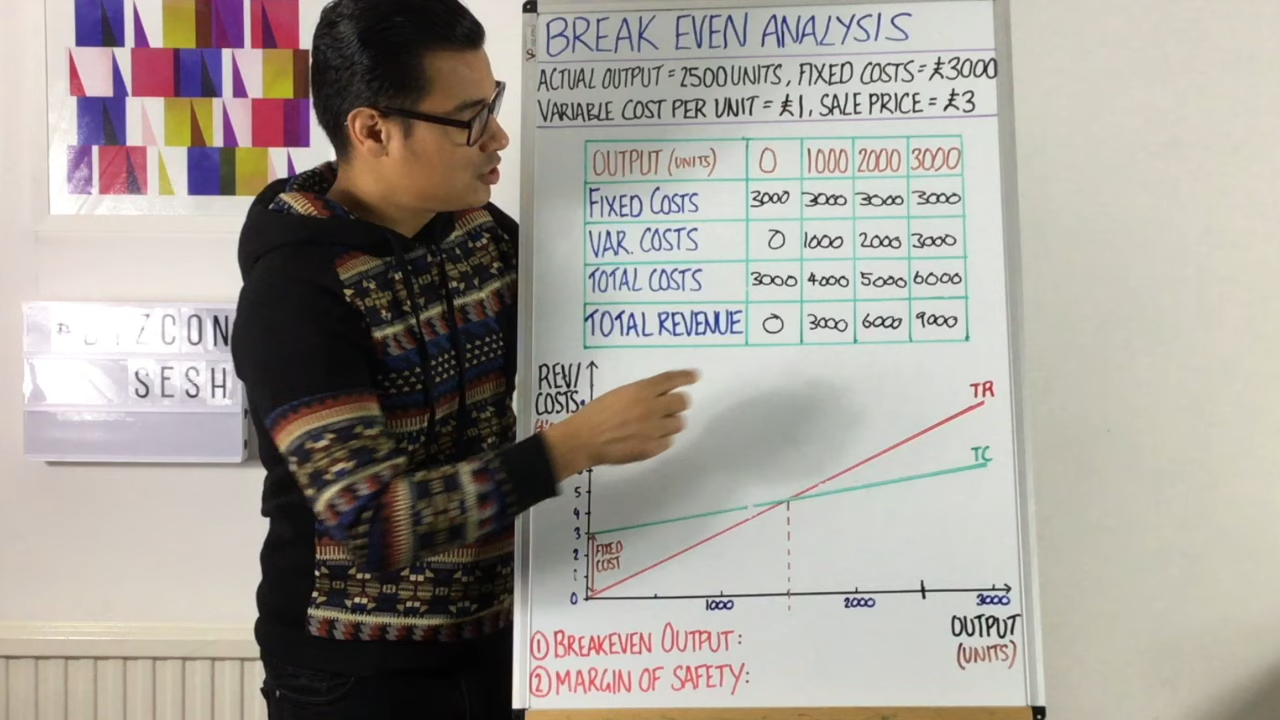 BREAK EVEN ANALYSIS
ACTUAL OUTPUT = 2500 UNITS, FIXED COSTS = £3000
VARIABLE COST PER UNIT = £1, SALE PRICE = £3
OUTPUT (UNITS) 0 1000 2000 3000
FIXED COSTS 3000 3000 3000 3000
VAR. COSTS 0 1000 2000 3000
TOTAL COSTS 3000 4000 5000 6000
TOTAL REVENUE 0 3000 6000 9000
REV/
COSTS
TR
TC
5
4
3
2
1
0
FIXED
COST
1000 2000 3000
OUTPUT
(UNITS)
① BREAKEVEN OUTPUT:
② MARGIN OF SAFETY:
CON
SESH